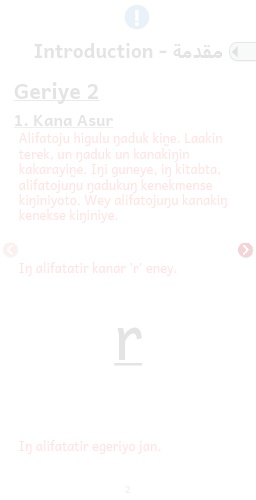 Introduction - مقدمة
Geriye 2
1. Kana Asur
Alifatoju higulu ŋaduk kiŋe. Laakin
terek, un ŋaduk un kanakiŋin
kakarayiŋe. Iŋi guneye, iŋ kitabta,
alifatojuŋu ŋadukuŋ kenekmense
kiŋiniyoto. Wey alifatojuŋu kanakiŋ
kenekse kiŋiniye.
Iŋ alifatatir kanar 'r' eney.
r
Iŋ alifatatir egeriyo jan.
2